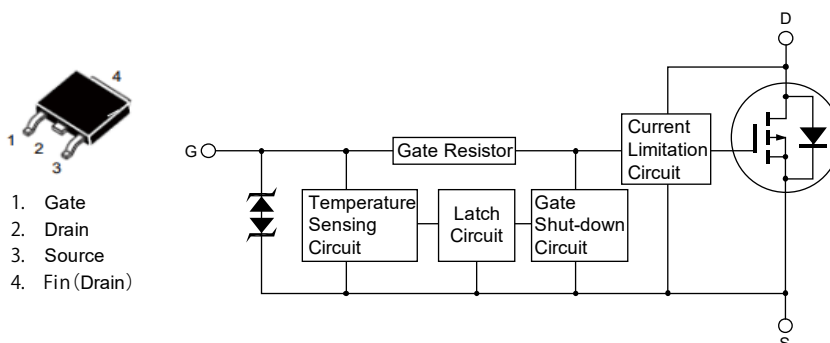 4
1
2
3
1. Gate
2. Drain
3. Source
4. Fin(Drain)
D
G
Gate Resistor
Current
Limitation
Circuit
Temperature
Sensing
Circuit
Latch
Circuit
Gate
Shut-down
Circuit
S